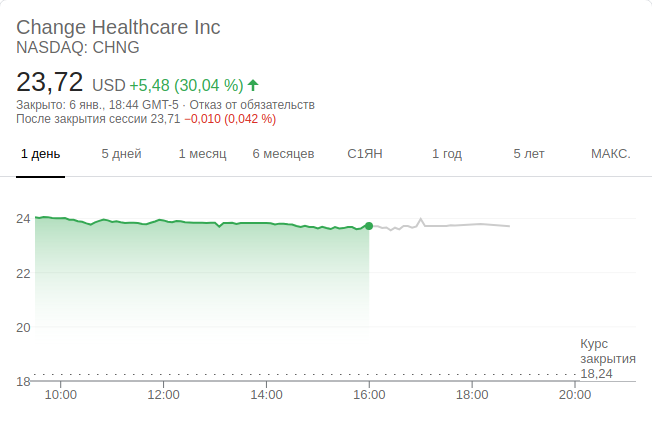 Change Healthcare Inc
NASDAQ: CHNG
23,72 USD +5,48 (30,04 %)
Закрыто: 6 янв., 18:44 GMT-5 · Отказ от обязательств
После закрытия сессии 23,71 −0,010 (0,042 %)
1 день 5 дней 1 месяц 6 месяцев С1ЯН 1 год 5 лет МАКС.
24
22
20
Курс
закрытия
18,24
18
10:00 12:00 14:00 16:00 18:00 20:00